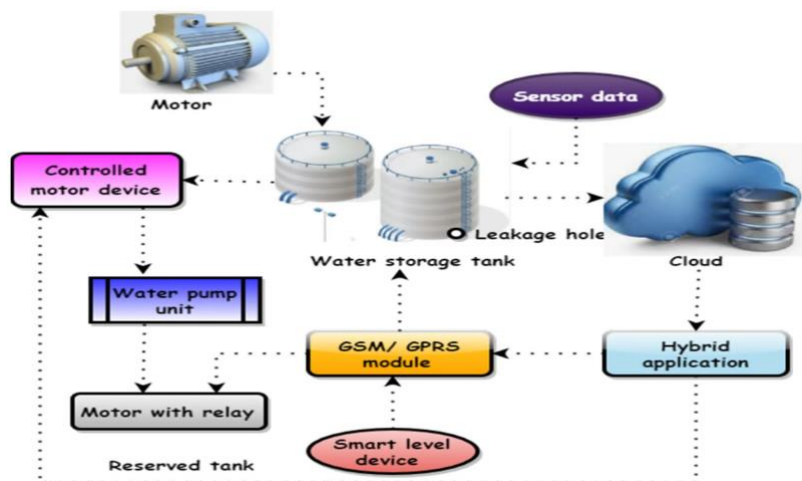 Motor
Sensor data
Controlled
motor device
Leakage hole
Water storage tank
Cloud
Water pump
unit
GSM/ GPRS
module
Hybrid
application
Motor with relay
Smart level
device
Reserved tank